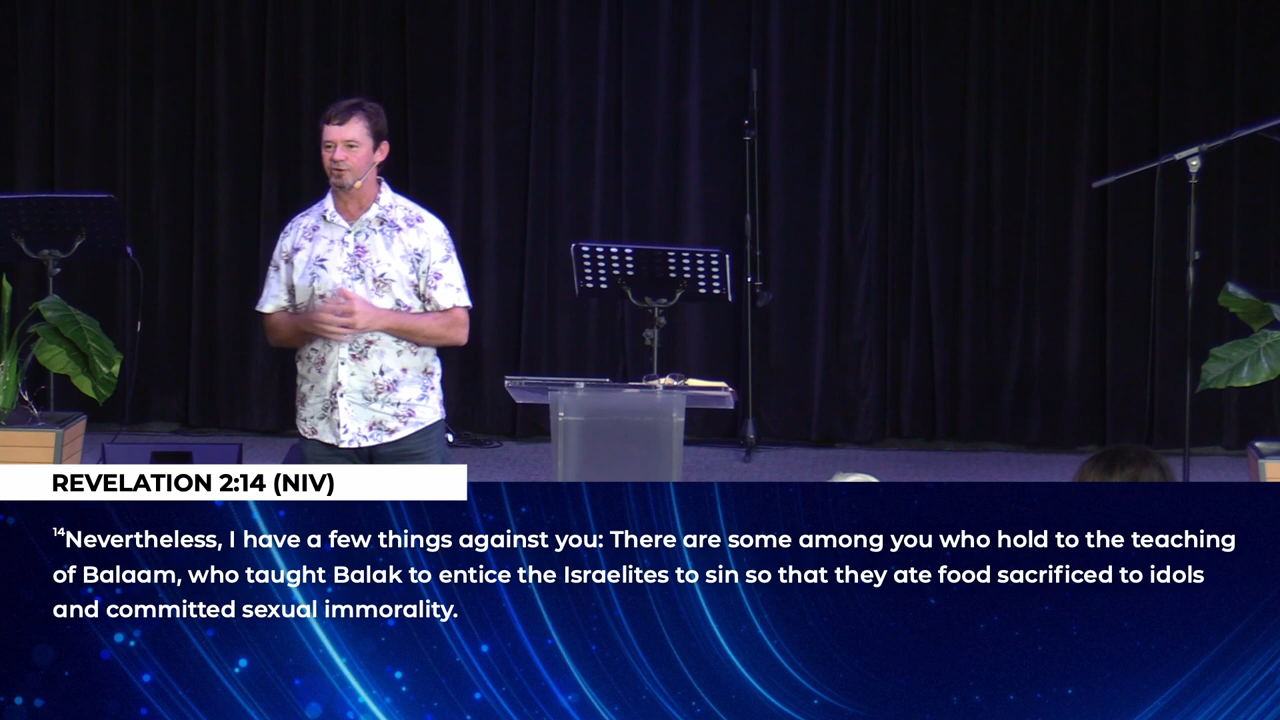 REVELATION 2:14 (NIV)
¹⁴Nevertheless, I have a few things against you: There are some among you who hold to the teaching
of Balaam, who taught Balak to entice the Israelites to sin so that they ate food sacrificed to idols
and committed sexual immorality.